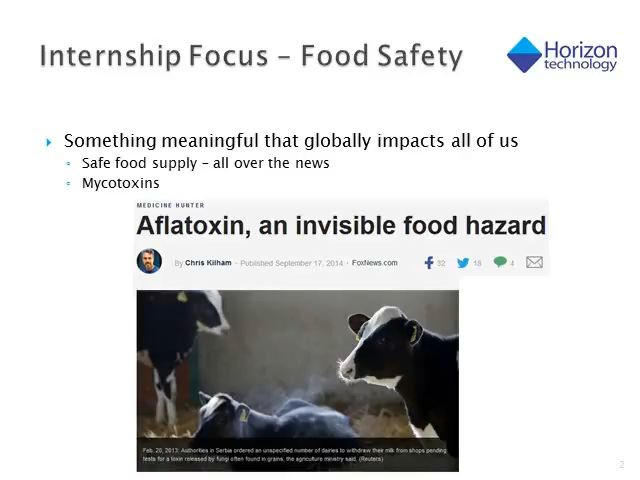 Internship Focus – Food Safety
Horizon
technology
Something meaningful that globally impacts all of us
Safe food supply – all over the news
Mycotoxins
MEDICINE HUNTER
Aflatoxin, an invisible food hazard
By Chris Kilham · Published September 17, 2014 · FoxNews.com
32 18 4
Feb. 20, 2013: Authorities in Serbia ordered an unspecified number of dairies to withdraw their milk from shops pending
tests for a toxin released by fungi often found in grains, the agriculture ministry said. (Reuters)
2